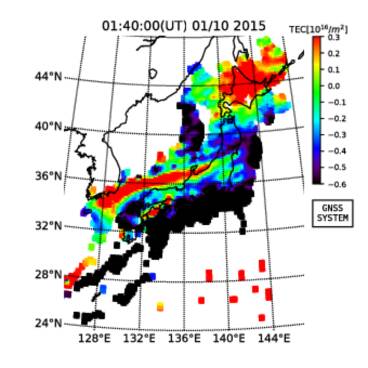 01:40:00(UT) 01/10 2015
TEC[10¹⁶/m²]
0.3
0.2
0.1
0.0
−0.1
−0.2
−0.3
−0.4
−0.5
−0.6
GNSS
SYSTEM
44°N
40°N
36°N
32°N
28°N
24°N
128°E 132°E 136°E 140°E 144°E